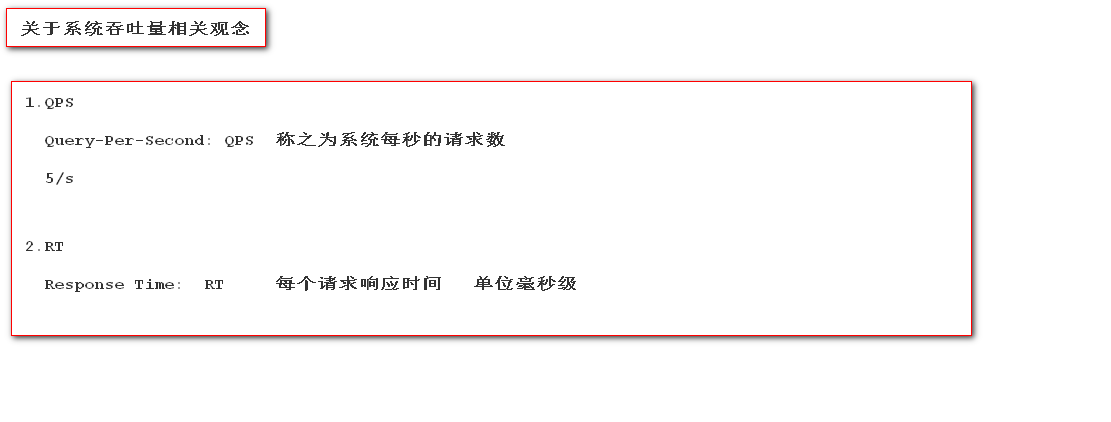 关于系统吞吐量相关观念
1.QPS
Query-Per-Second: QPS 称之为系统每秒的请求数
5/s
2.RT
Response Time: RT 每个请求响应时间 单位毫秒级